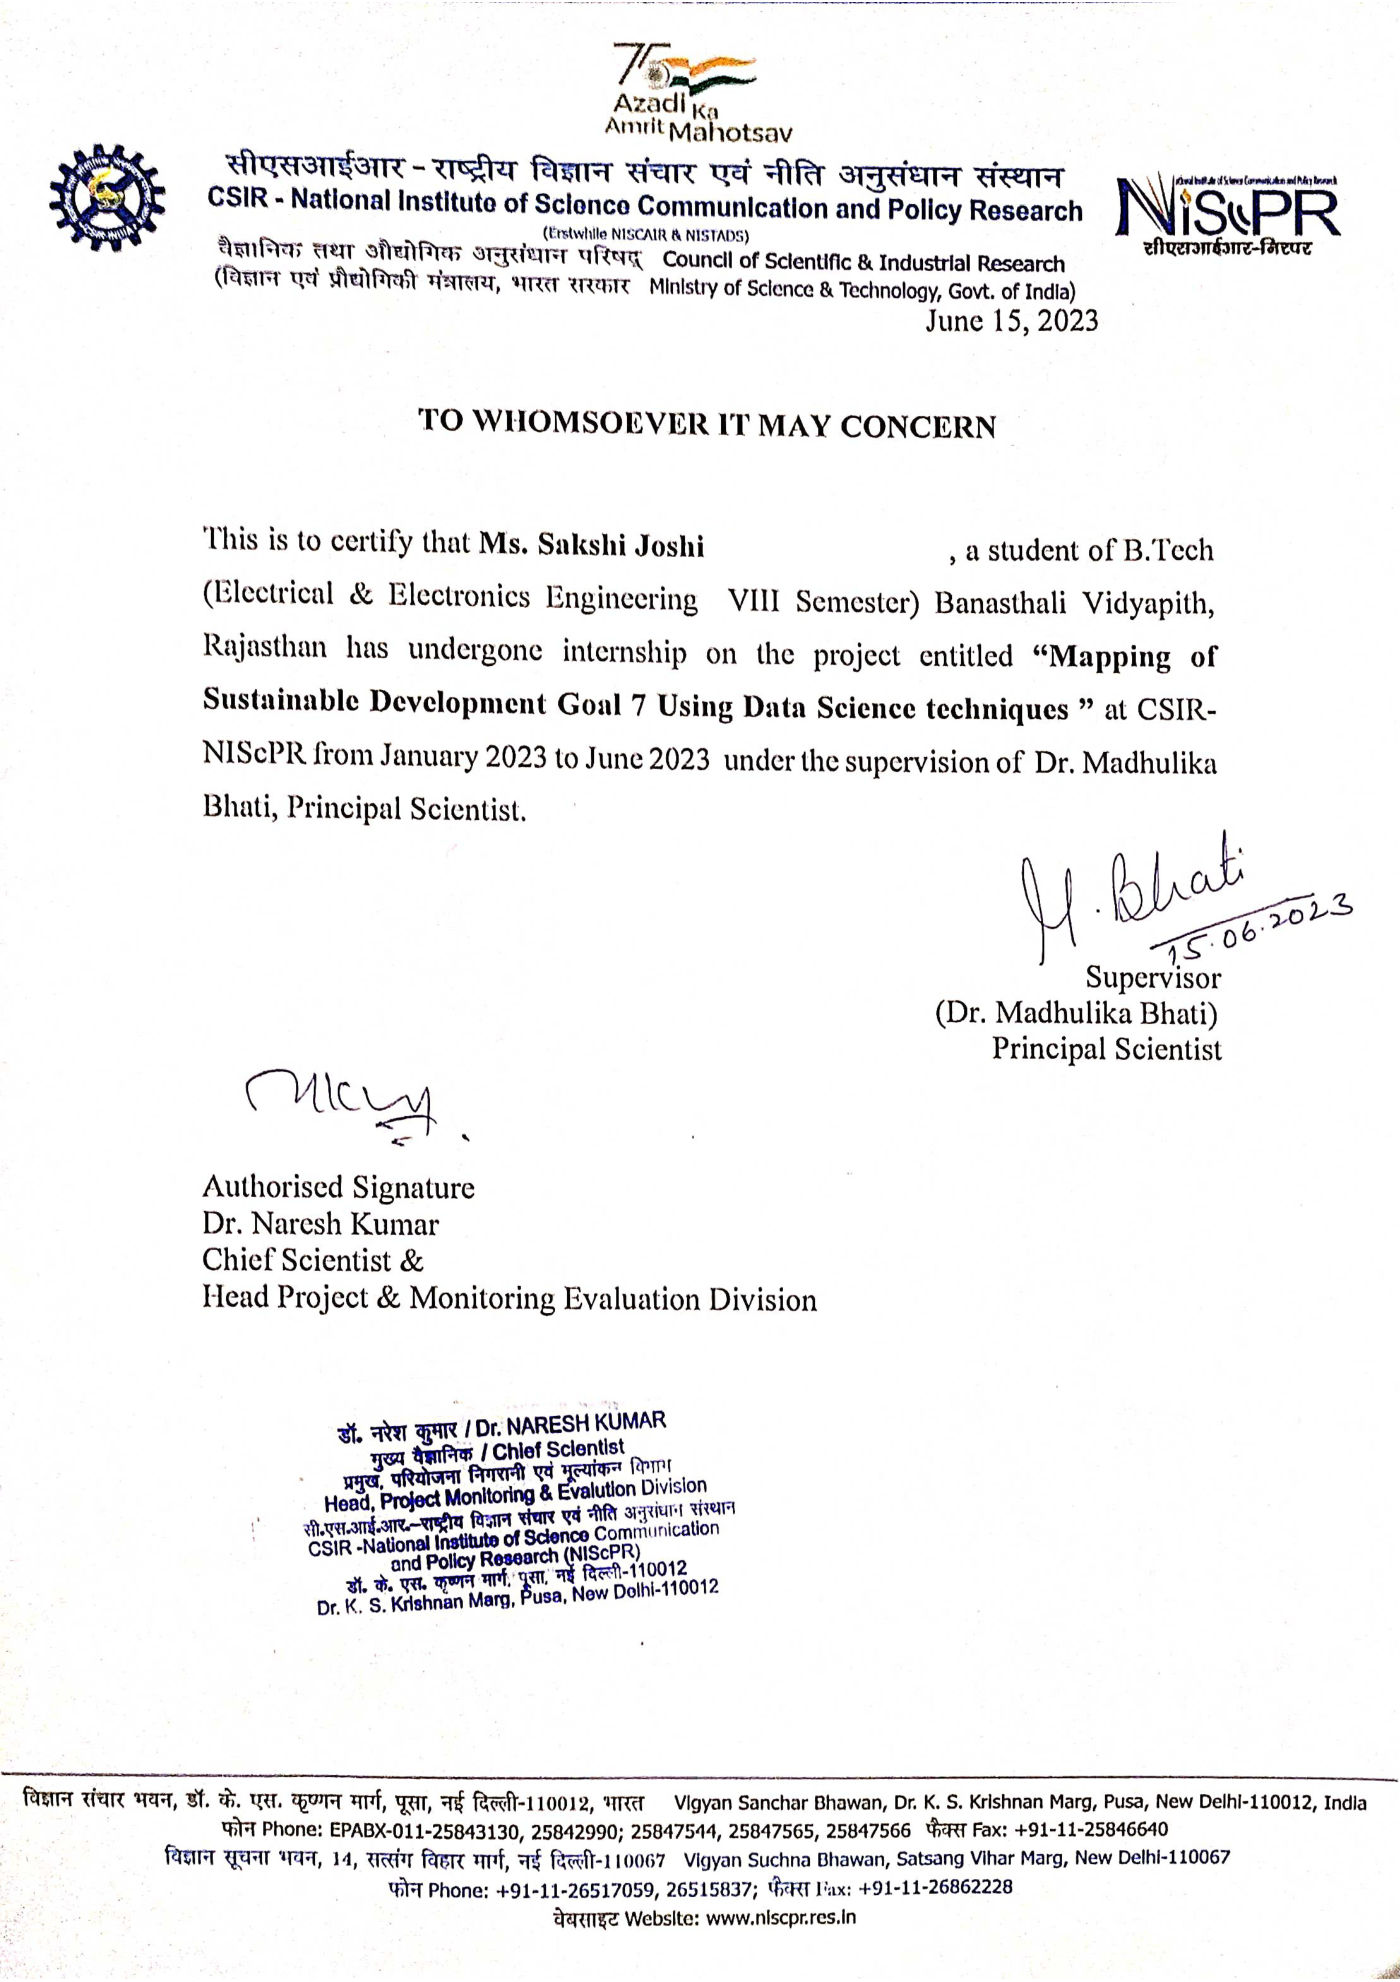 75
Azadi Ka
Amrit Mahotsav
सीएसआईआर - राष्ट्रीय विज्ञान संचार एवं नीति अनुसंधान संस्थान
CSIR - National Institute of Science Communication and Policy Research
(Erstwhile NISCAIR & NISTADS)
वैज्ञानिक तथा औद्योगिक अनुसंधान परिषद् Council of Scientific & Industrial Research
(विज्ञान एवं प्रौद्योगिकी मंत्रालय, भारत सरकार Ministry of Science & Technology, Govt. of India)
National Institute of Science Communication and Policy Research
NIScPR
सीएसआईआर-निस्पर
June 15, 2023
TO WHOMSOEVER IT MAY CONCERN
This is to certify that Ms. Sakshi Joshi , a student of B.Tech
(Electrical & Electronics Engineering VIII Semester) Banasthali Vidyapith,
Rajasthan has undergone internship on the project entitled “Mapping of
Sustainable Development Goal 7 Using Data Science techniques ” at CSIR-
NIScPR from January 2023 to June 2023 under the supervision of Dr. Madhulika
Bhati, Principal Scientist.
M. Bhati
15.06.2023
Supervisor
(Dr. Madhulika Bhati)
Principal Scientist
Authorised Signature
Dr. Naresh Kumar
Chief Scientist &
Head Project & Monitoring Evaluation Division
डॉ. नरेश कुमार / Dr. NARESH KUMAR
मुख्य वैज्ञानिक / Chief Scientist
प्रमुख, परियोजना निगरानी एवं मूल्यांकन विभाग
Head, Project Monitoring & Evalution Division
सी.एस.आई.आर.–राष्ट्रीय विज्ञान संचार एवं नीति अनुसंधान संस्थान
CSIR -National Institute of Science Communication
and Policy Research (NIScPR)
डॉ. के. एस. कृष्णन मार्ग, पूसा, नई दिल्ली-110012
Dr. K. S. Krishnan Marg, Pusa, New Delhi-110012
विज्ञान संचार भवन, डॉ. के. एस. कृष्णन मार्ग, पूसा, नई दिल्ली-110012, भारत Vigyan Sanchar Bhawan, Dr. K. S. Krishnan Marg, Pusa, New Delhi-110012, India
फोन Phone: EPABX-011-25843130, 25842990; 25847544, 25847565, 25847566 फैक्स Fax: +91-11-25846640
विज्ञान सूचना भवन, 14, सत्संग विहार मार्ग, नई दिल्ली-110067 Vigyan Suchna Bhawan, Satsang Vihar Marg, New Delhi-110067
फोन Phone: +91-11-26517059, 26515837; फैक्स Fax: +91-11-26862228
वेबसाइट Website: www.niscpr.res.in